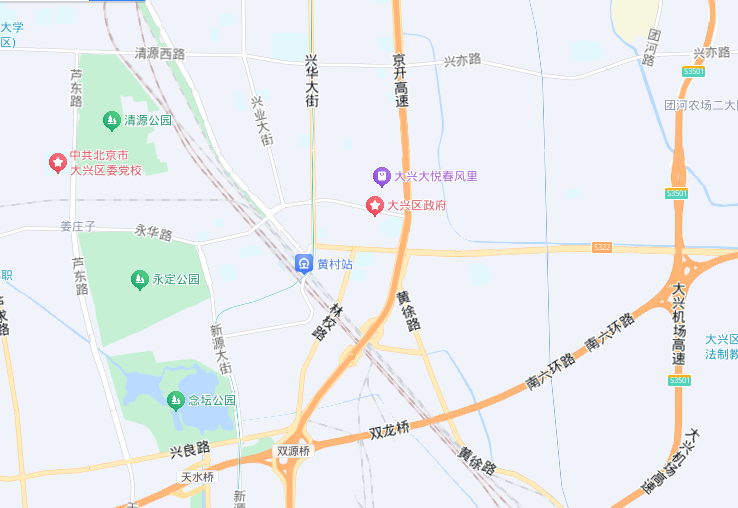 大学
区)
清源西路
芦东路
清源公园
中共北京市
大兴区委党校
兴业大街
兴华大街
京开高速
兴亦路
团河路
兴亦路
S3501
团河农场二大队
S3501
大兴大悦春风里
大兴区政府
姜庄子
永华路
S322
黄村站
芦东路
永定公园
新源大街
林校路
黄徐路
大兴机场高速
南六环路
南六环路
大兴区
法制教
S3501
念坛公园
兴良路
双源桥
双龙桥
黄徐路
天水桥
新源
大兴机场高速